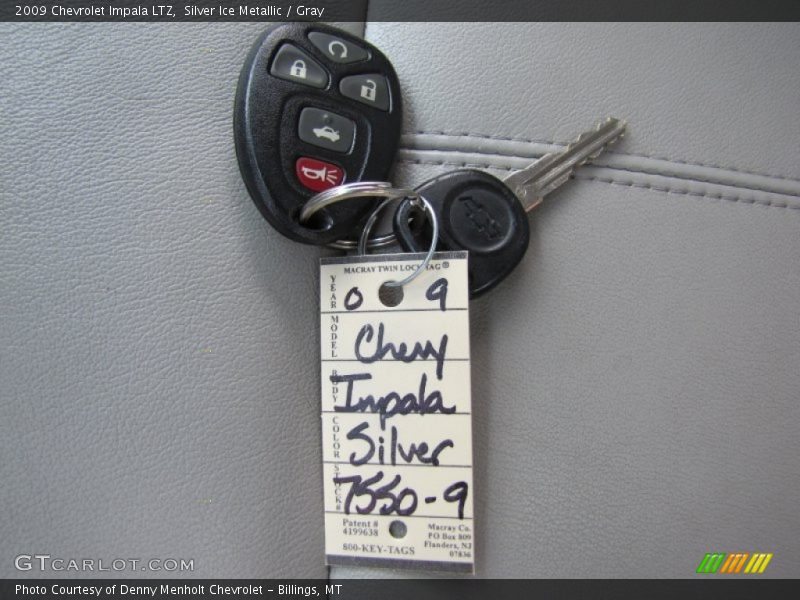 2009 Chevrolet Impala LTZ,  Silver Ice Metallic / Gray
MACRAY TWIN LOCK TAG®
YEAR 0 9
MODEL Chevy
BODY Impala
COLOR Silver
STOCK# 7550-9
Patent #
4199638
800-KEY-TAGS
Macray Co.
PO Box 809
Flanders, NJ
07836
GTCARLOT.COM
Photo Courtesy of Denny Menholt Chevrolet – Billings, MT